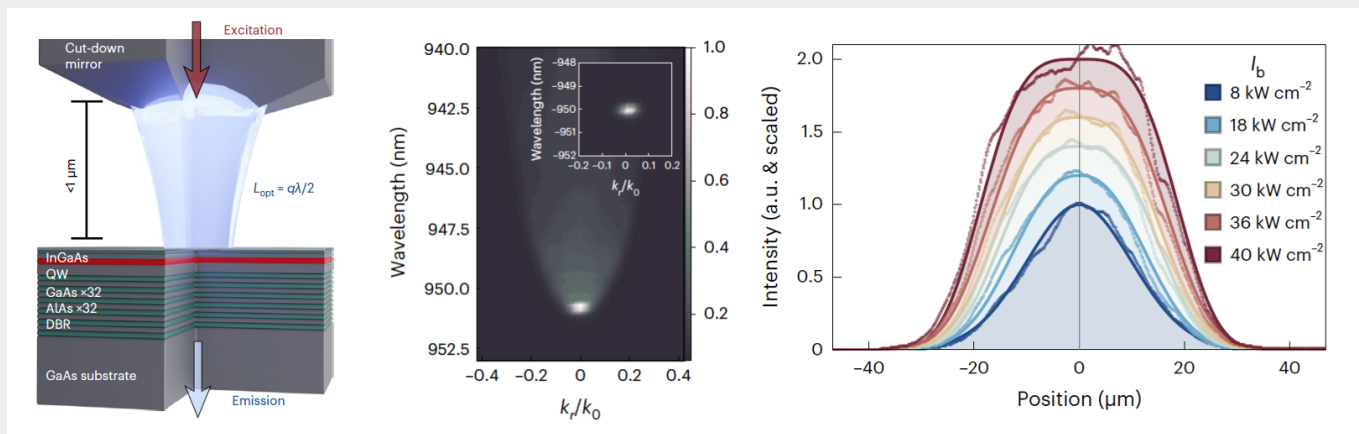 Excitation
Cut-down
mirror
<1 µm
L_opt = qλ/2
InGaAs
QW
GaAs ×32
AlAs ×32
DBR
GaAs substrate
Emission
Wavelength (nm)
940.0
942.5
945.0
947.5
950.0
952.5
−0.4
−0.2
0
0.2
0.4
k_r/k_0
1.0
0.8
0.6
0.4
0.2
Wavelength (nm)
−948
−950
−951
−952
−0.2
−0.1
0
0.1
0.2
k_r/k_0
Intensity (a.u. & scaled)
2.0
1.5
1.0
0.5
0
−40
−20
0
20
40
Position (µm)
I_b
8 kW cm⁻²
18 kW cm⁻²
24 kW cm⁻²
30 kW cm⁻²
36 kW cm⁻²
40 kW cm⁻²